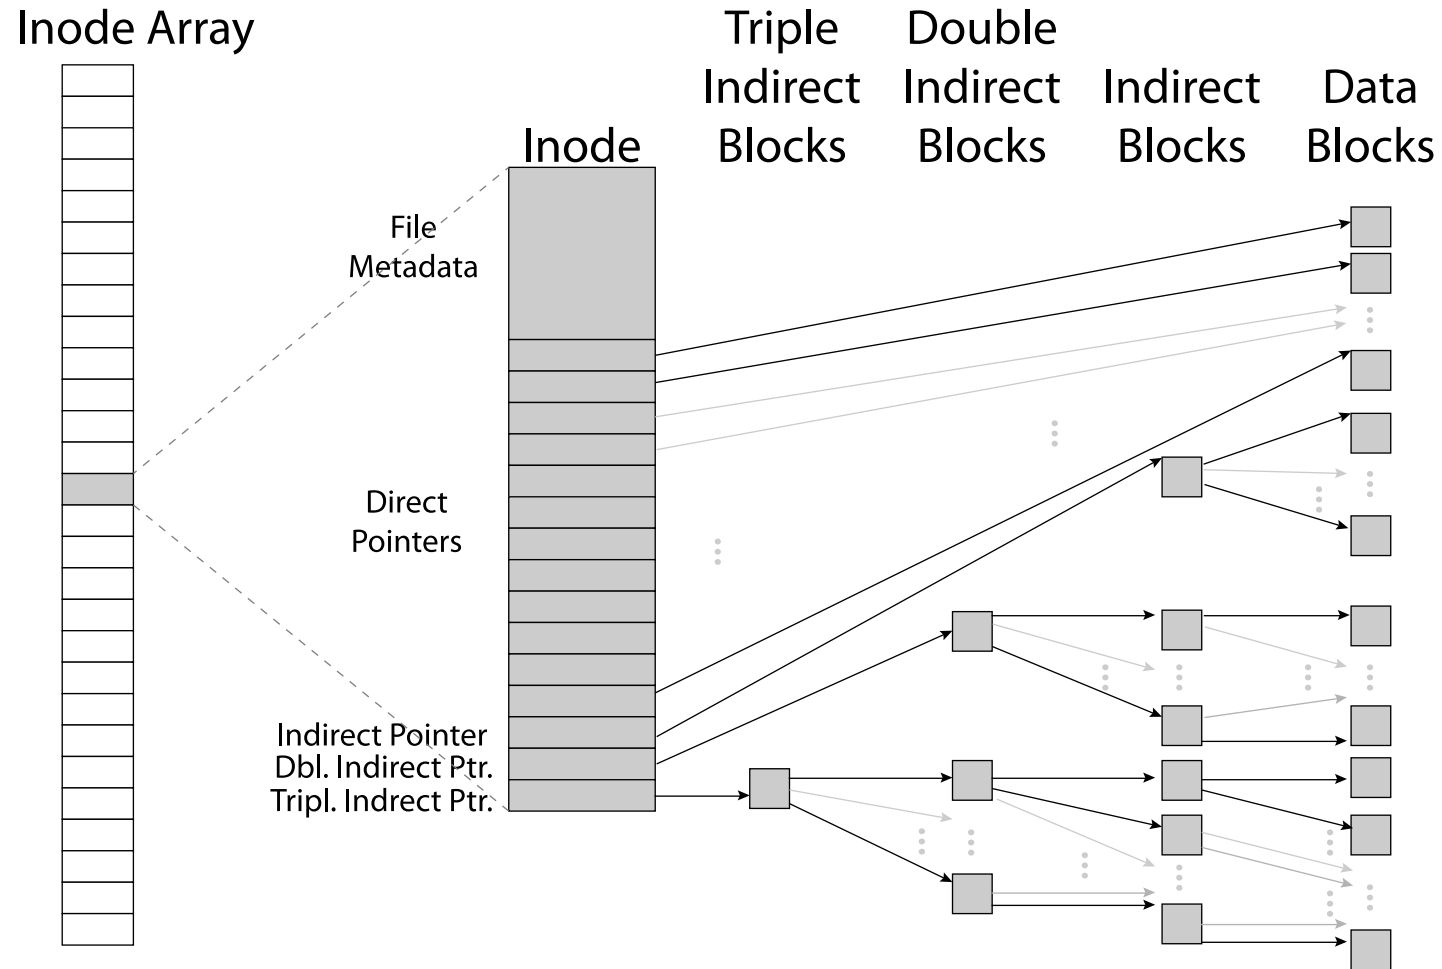 Inode Array
Triple
Indirect
Blocks
Double
Indirect
Blocks
Indirect
Blocks
Data
Blocks
Inode
File
Metadata
Direct
Pointers
Indirect Pointer
Dbl. Indirect Ptr.
Tripl. Indirect Ptr.